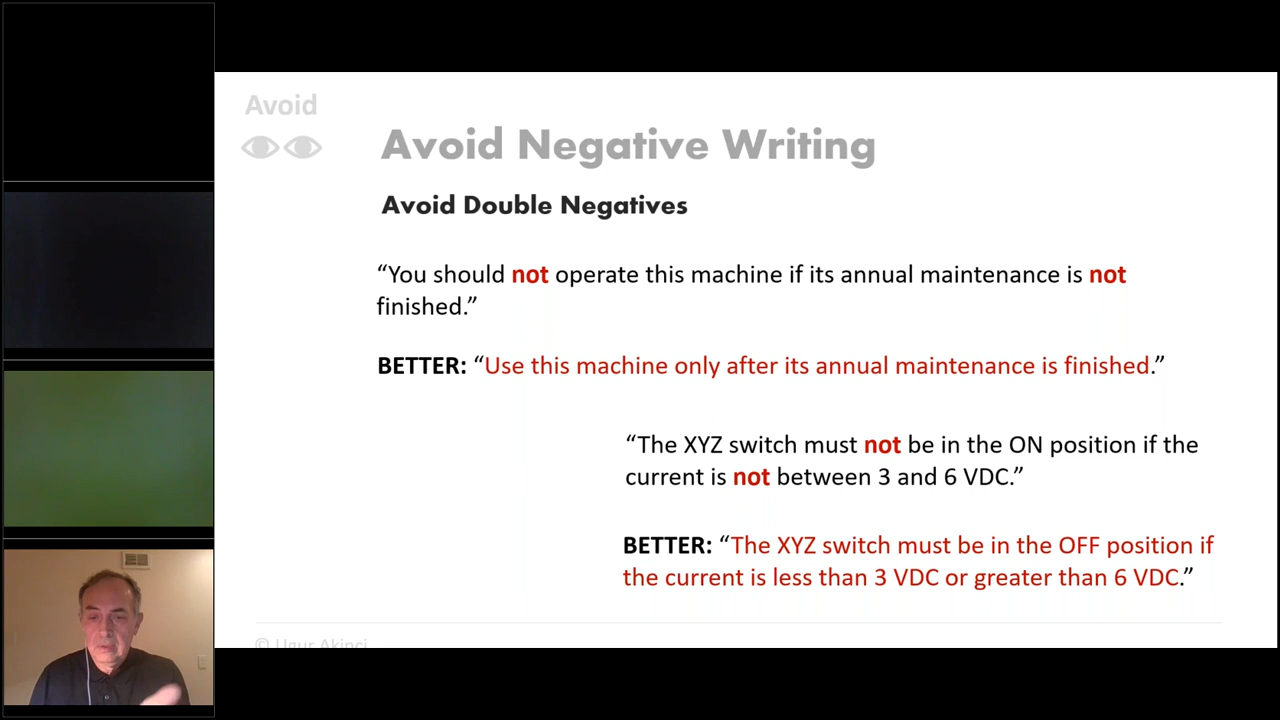 Avoid
Avoid Negative Writing
Avoid Double Negatives
“You should not operate this machine if its annual maintenance is not
finished.”
BETTER: “Use this machine only after its annual maintenance is finished.”
“The XYZ switch must not be in the ON position if the
current is not between 3 and 6 VDC.”
BETTER: “The XYZ switch must be in the OFF position if
the current is less than 3 VDC or greater than 6 VDC.”
© Ugur Akinci